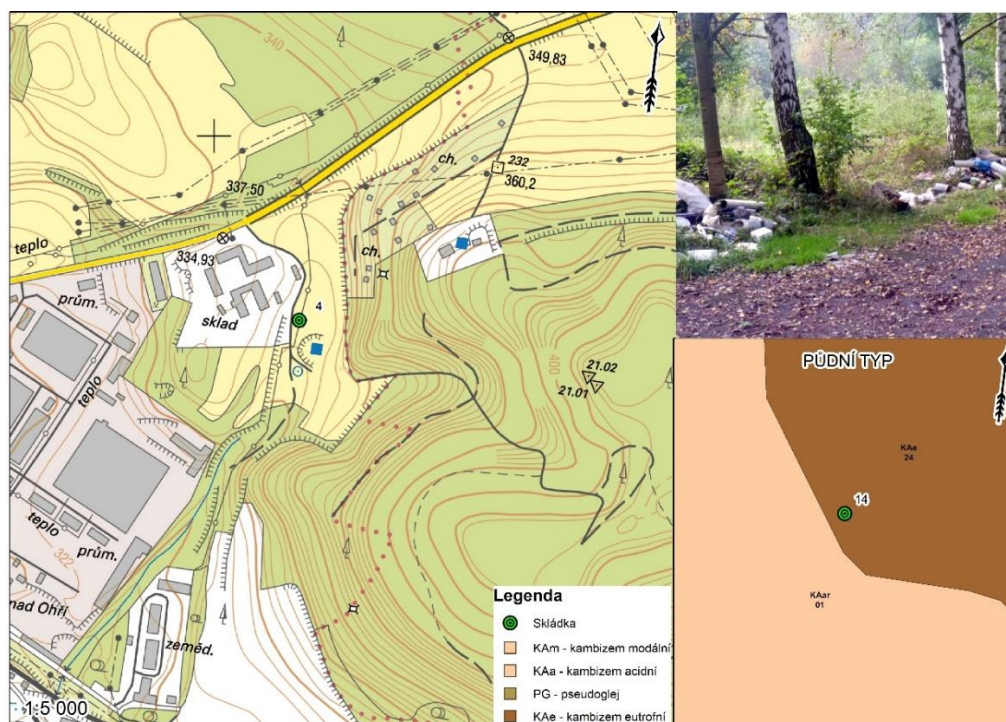 340
349,83
ch.
232
360,2
337,50
teplo
334,93
ch.
prům.
4
sklad
400
21.02
21.01
teplo
teplo
322
prům.
nad Ohří
zeměd.
1:5 000
Legenda
Skládka
KAm - kambizem modální
KAa - kambizem acidní
PG - pseudoglej
KAe - kambizem eutrofní
PŮDNÍ TYP
KAe
24
14
KAar
01